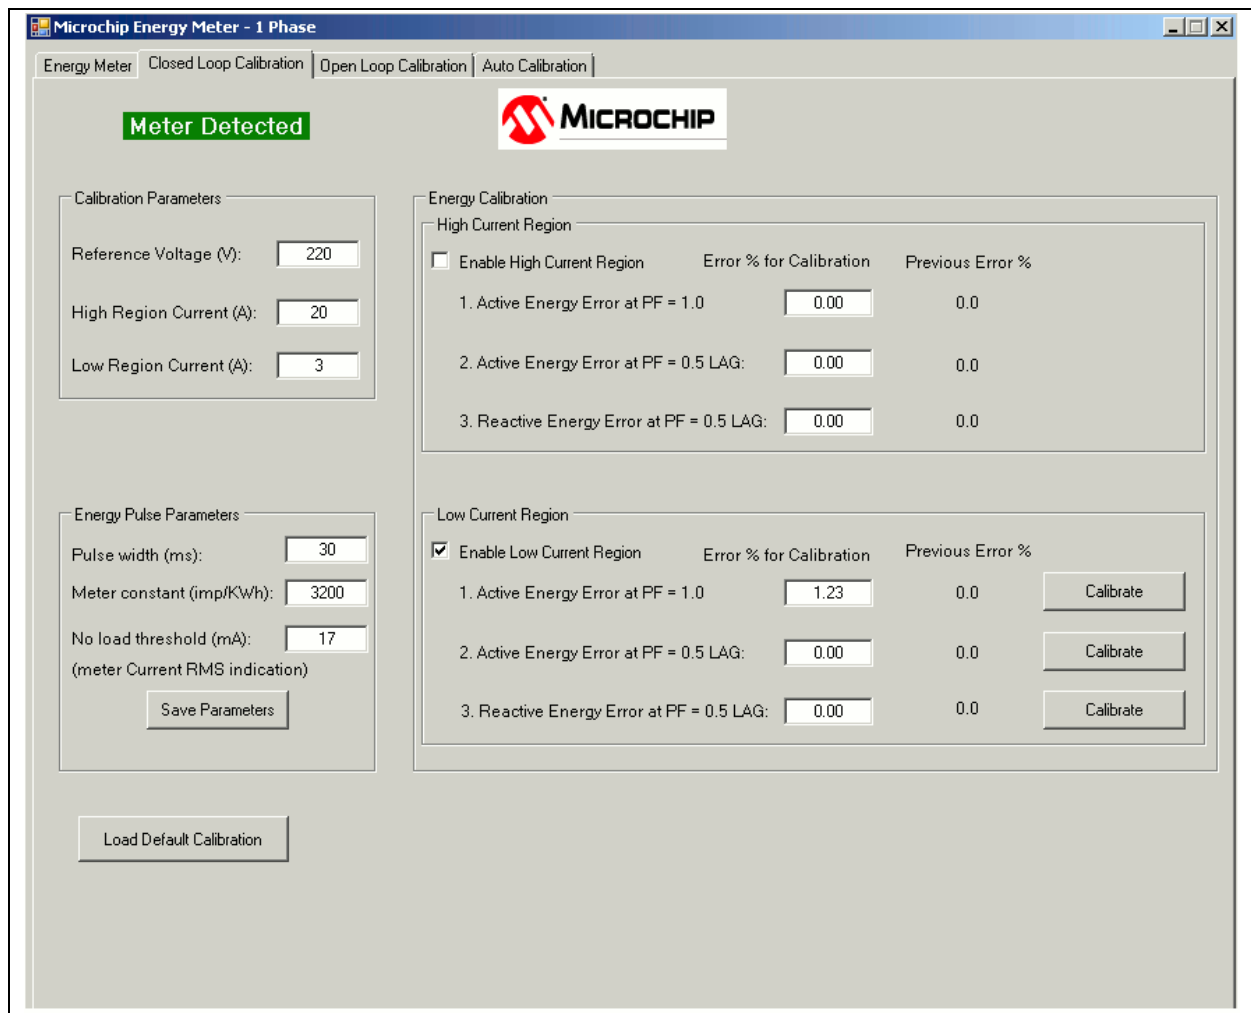 Microchip Energy Meter - 1 Phase
Energy Meter Closed Loop Calibration Open Loop Calibration Auto Calibration
Meter Detected
MICROCHIP
Calibration Parameters
Reference Voltage (V): 220
High Region Current (A): 20
Low Region Current (A): 3
Energy Pulse Parameters
Pulse width (ms): 30
Meter constant (imp/KWh): 3200
No load threshold (mA): 17
(meter Current RMS indication)
Save Parameters
Load Default Calibration
Energy Calibration
High Current Region
Enable High Current Region Error % for Calibration Previous Error %
1. Active Energy Error at PF = 1.0 0.00 0.0
2. Active Energy Error at PF = 0.5 LAG: 0.00 0.0
3. Reactive Energy Error at PF = 0.5 LAG: 0.00 0.0
Low Current Region
Enable Low Current Region Error % for Calibration Previous Error %
1. Active Energy Error at PF = 1.0 1.23 0.0 Calibrate
2. Active Energy Error at PF = 0.5 LAG: 0.00 0.0 Calibrate
3. Reactive Energy Error at PF = 0.5 LAG: 0.00 0.0 Calibrate